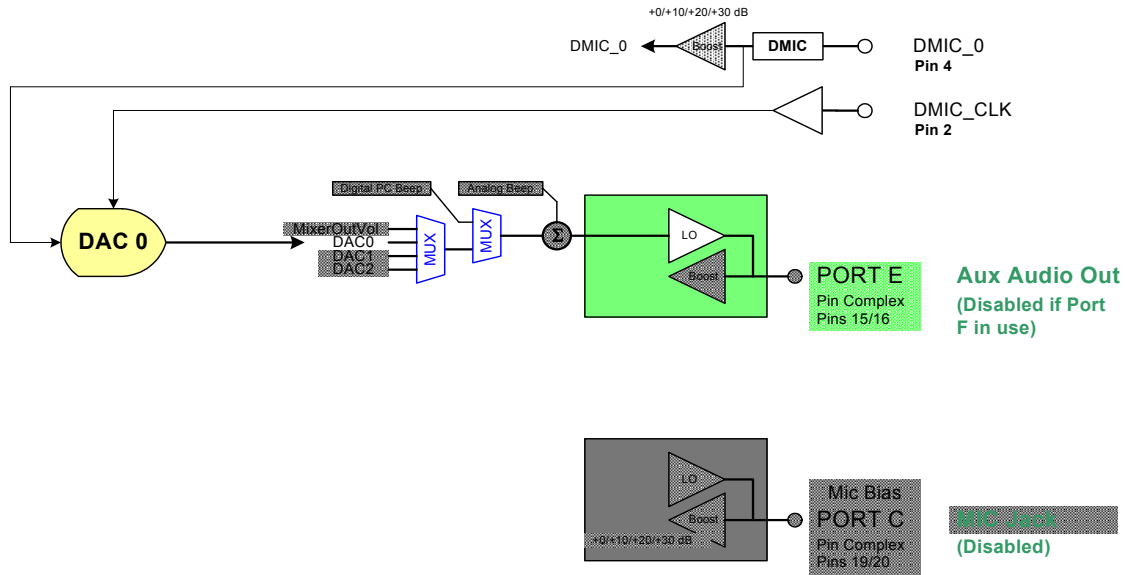 +0/+10/+20/+30 dB
DMIC_0
Boost
DMIC
DMIC_0
Pin 4
DMIC_CLK
Pin 2
Digital PC Beep
Analog Beep
DAC 0
MixerOutVol
DAC0
DAC1
DAC2
MUX
MUX
Σ
LO
Boost
PORT E
Pin Complex
Pins 15/16
Aux Audio Out
(Disabled if Port
F in use)
LO
Boost
+0/+10/+20/+30 dB
Mic Bias
PORT C
Pin Complex
Pins 19/20
MIC Jack
(Disabled)